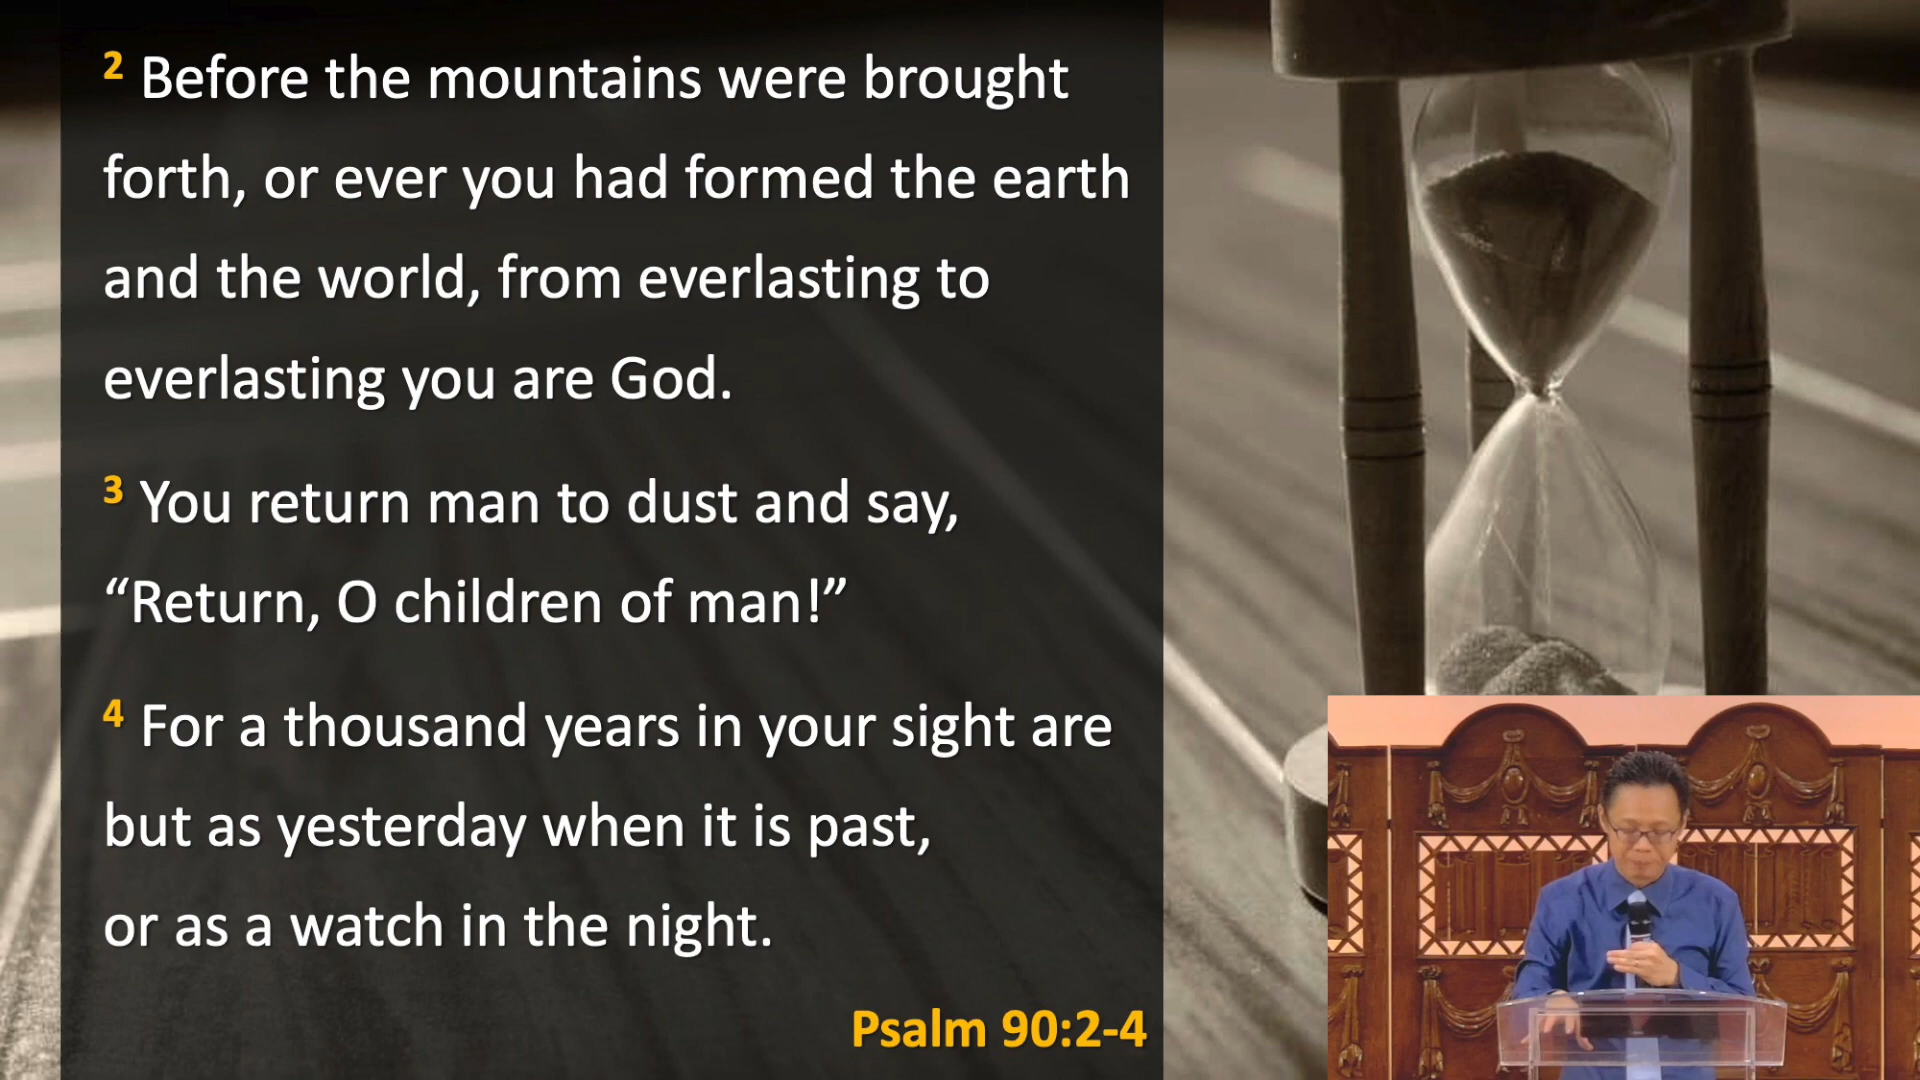 2 Before the mountains were brought
forth, or ever you had formed the earth
and the world, from everlasting to
everlasting you are God.
3 You return man to dust and say,
“Return, O children of man!”
4 For a thousand years in your sight are
but as yesterday when it is past,
or as a watch in the night.
Psalm 90:2-4